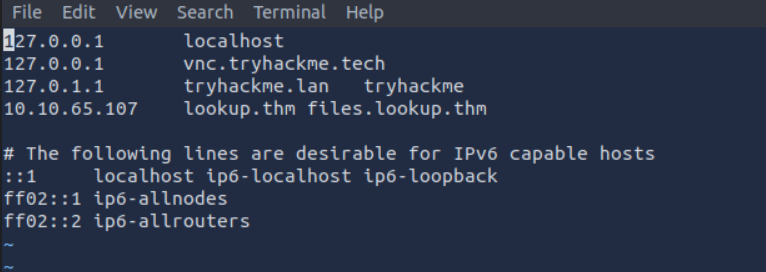 File Edit View Search Terminal Help
127.0.0.1 localhost
127.0.0.1 vnc.tryhackme.tech
127.0.1.1 tryhackme.lan tryhackme
10.10.65.107 lookup.thm files.lookup.thm
# The following lines are desirable for IPv6 capable hosts
::1 localhost ip6-localhost ip6-loopback
ff02::1 ip6-allnodes
ff02::2 ip6-allrouters
~
~